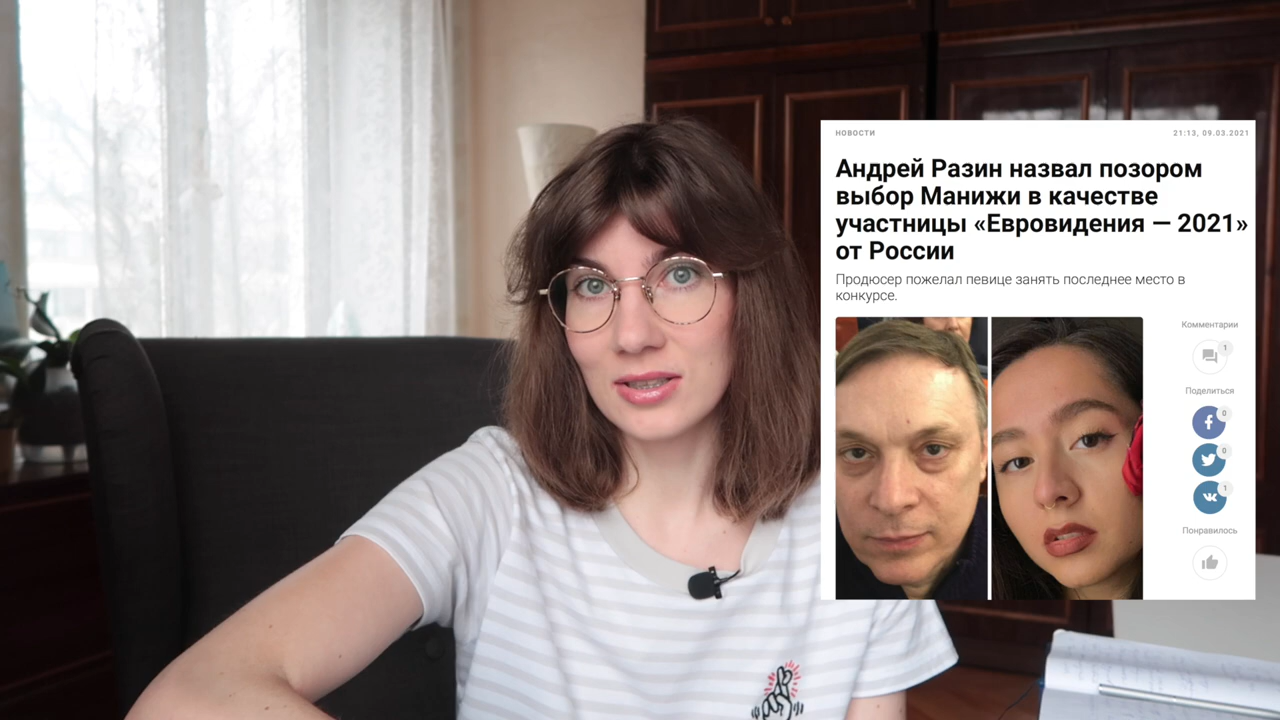 НОВОСТИ
21:13, 09.03.2021
Андрей Разин назвал позором
выбор Манижи в качестве
участницы «Евровидения — 2021»
от России
Продюсер пожелал певице занять последнее место в
конкурсе.
Комментарии
1
Поделиться
0
0
1
Понравилось